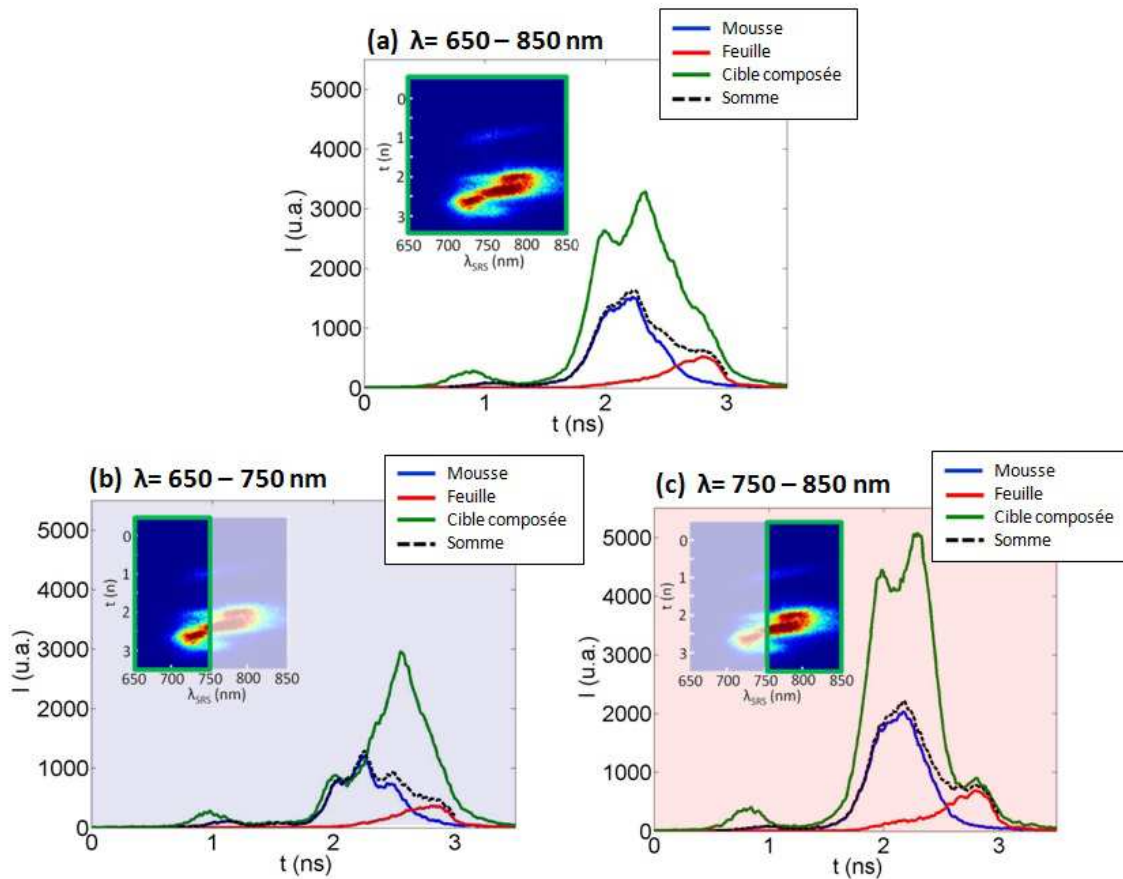 (a) λ= 650 – 850 nm
Mousse
Feuille
Cible composée
Somme
5000
4000
3000
2000
1000
0
I (u.a.)
0
1
2
3
t (n)
650 700 750 800 850
λSRS (nm)
0 1 2 3
t (ns)
(b) λ= 650 – 750 nm
Mousse
Feuille
Cible composée
Somme
5000
4000
3000
2000
1000
0
I (u.a.)
0
1
2
3
t (n)
650 700 750 800 850
λSRS (nm)
0 1 2 3
t (ns)
(c) λ= 750 – 850 nm
Mousse
Feuille
Cible composée
Somme
5000
4000
3000
2000
1000
0
I (u.a.)
0
1
2
3
t (n)
650 700 750 800 850
λSRS (nm)
0 1 2 3
t (ns)